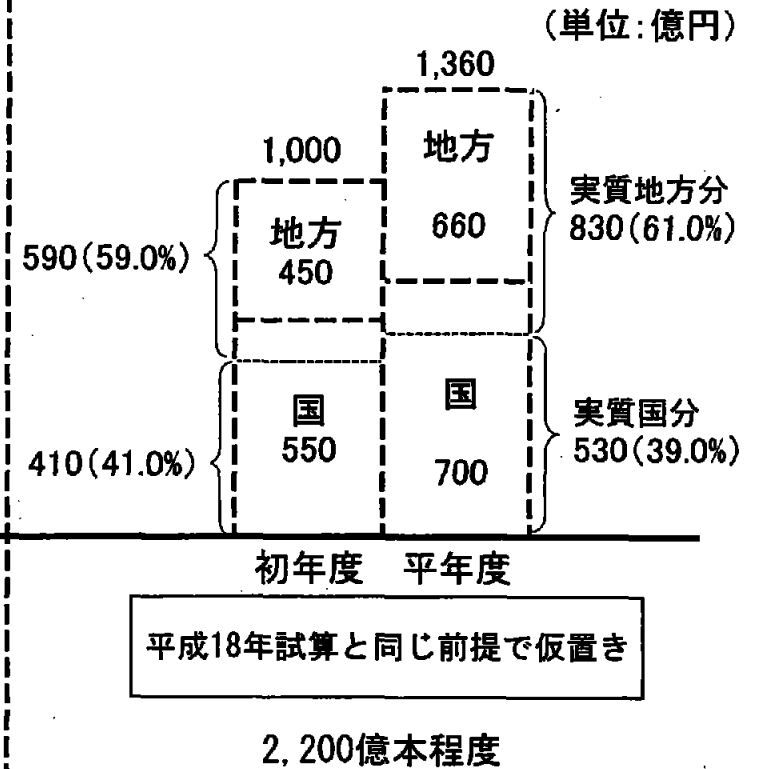 (単位:億円)
1,360
1,000
地方
660
実質地方分
830(61.0%)
地方
450
590(59.0%)
国
550
国
700
実質国分
530(39.0%)
410(41.0%)
初年度 平年度
平成18年試算と同じ前提で仮置き
2,200億本程度